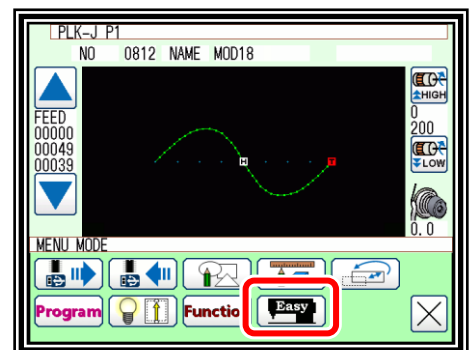 PLK-J P1
NO 0812 NAME MOD18
HIGH
FEED
00000
00049
00039
0
200
LOW
H
T
0.0
MENU MODE
Program
Functio
Easy